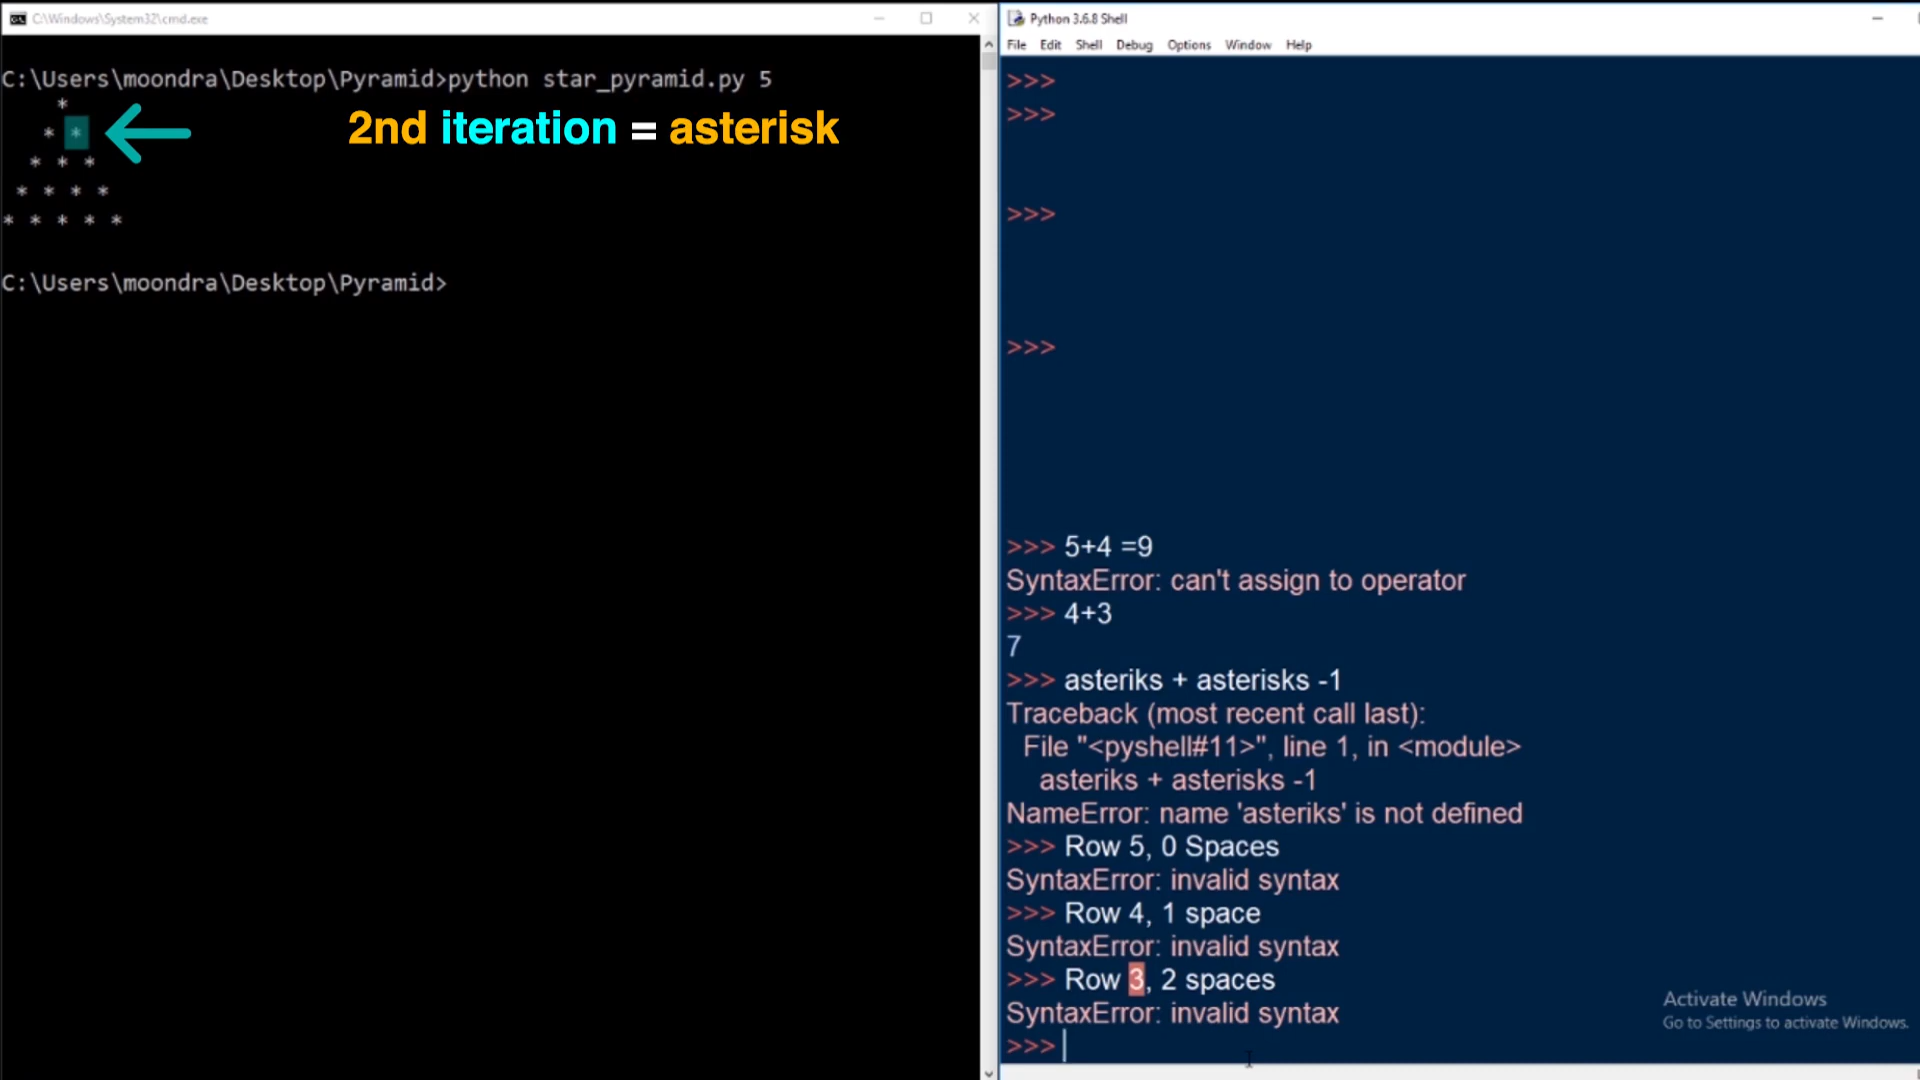 C:\Windows\System32\cmd.exe
C:\Users\moondra\Desktop\Pyramid>python star_pyramid.py 5
*
* *
* * *
* * * *
* * * * *
2nd iteration = asterisk
C:\Users\moondra\Desktop\Pyramid>
Python 3.6.8 Shell
File Edit Shell Debug Options Window Help
>>>
>>>
>>>
>>>
>>> 5+4 =9
SyntaxError: can't assign to operator
>>> 4+3
7
>>> asteriks + asterisks -1
Traceback (most recent call last):
File "<pyshell#11>", line 1, in <module>
asteriks + asterisks -1
NameError: name 'asteriks' is not defined
>>> Row 5, 0 Spaces
SyntaxError: invalid syntax
>>> Row 4, 1 space
SyntaxError: invalid syntax
>>> Row 3, 2 spaces
SyntaxError: invalid syntax
>>>
Activate Windows
Go to Settings to activate Windows.